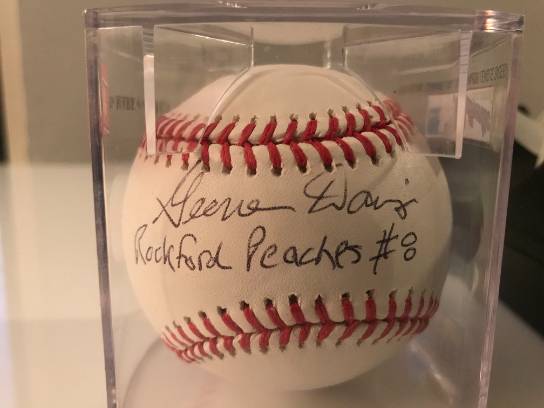 Geena Davis
Rockford Peaches #8